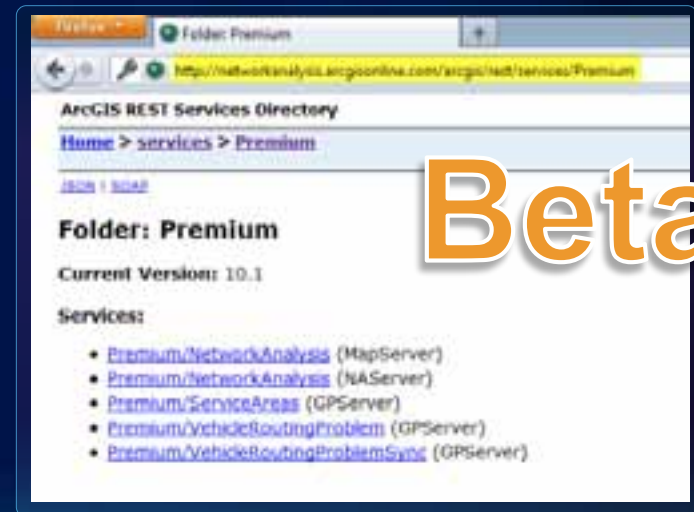 Firefox
Folder: Premium
+
http://networkanalysis.arcgisonline.com/arcgis/rest/services/Premium
ArcGIS REST Services Directory
Home > services > Premium
JSON | SOAP
Beta
Folder: Premium
Current Version: 10.1
Services:
• Premium/NetworkAnalysis (MapServer)
• Premium/NetworkAnalysis (NAServer)
• Premium/ServiceAreas (GPServer)
• Premium/VehicleRoutingProblem (GPServer)
• Premium/VehicleRoutingProblemSync (GPServer)